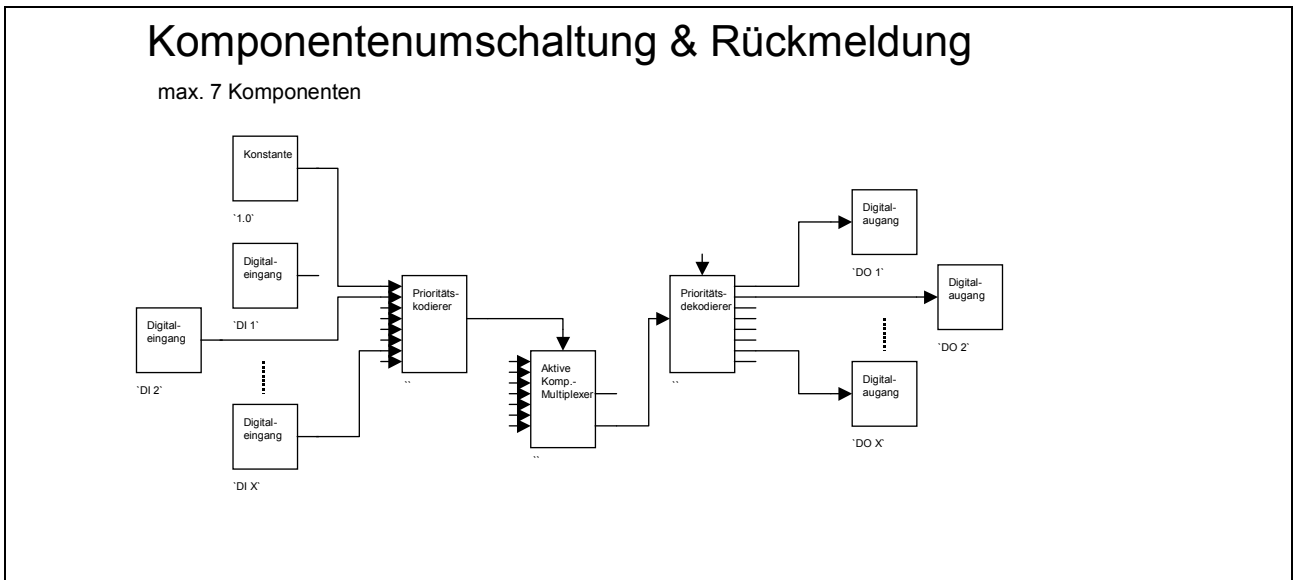 Komponentenumschaltung & Rückmeldung
max. 7 Komponenten
Konstante
`1.0`
Digital-
eingang
`DI 1`
Digital-
eingang
`DI 2`
Digital-
eingang
`DI X`
Prioritäts-
kodierer
``
Aktive
Komp.-
Multiplexer
``
Prioritäts-
dekodierer
``
Digital-
augang
`DO 1`
Digital-
augang
`DO 2`
Digital-
augang
`DO X`